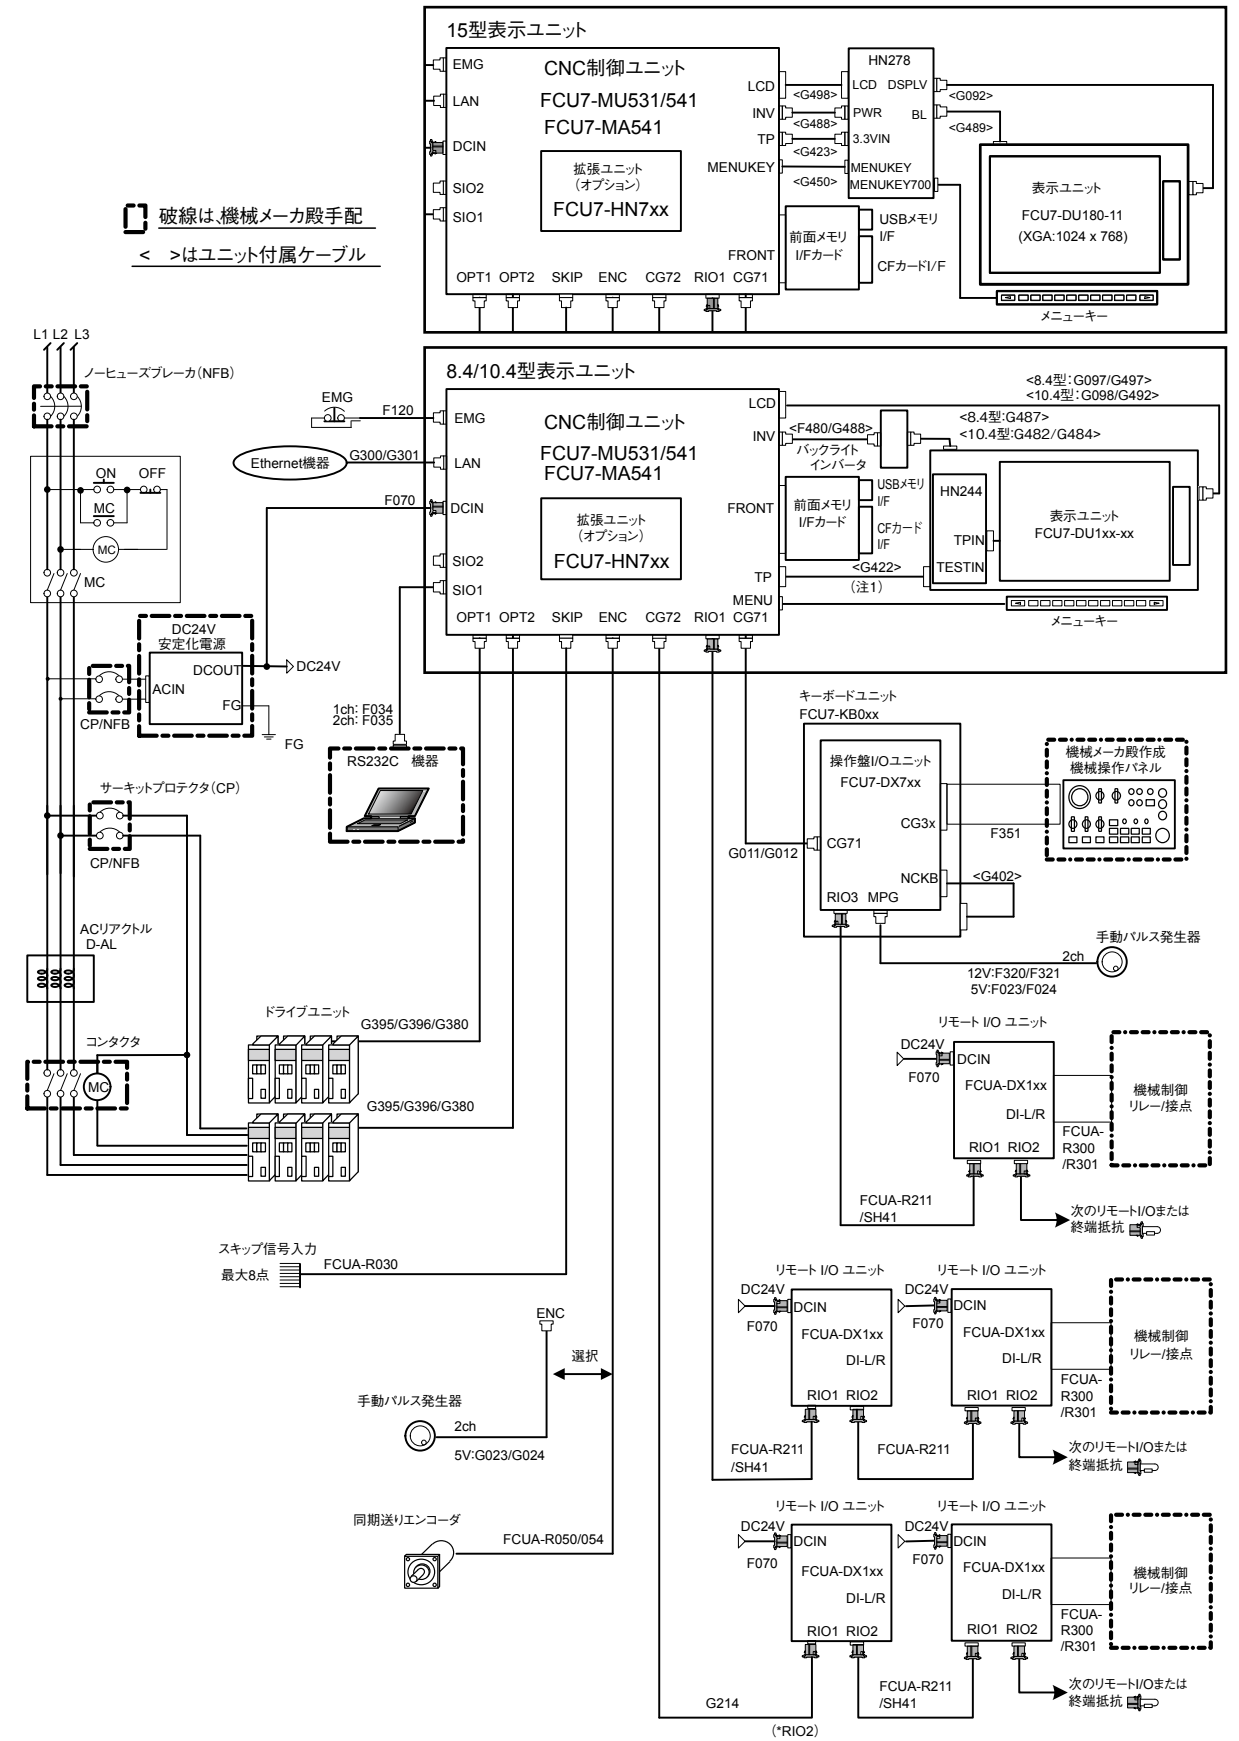 15型表示ユニット
EMG
LAN
DCIN
SIO2
SIO1
CNC制御ユニット
FCU7-MU531/541
FCU7-MA541
拡張ユニット
(オプション)
FCU7-HN7xx
LCD
INV
TP
MENUKEY
FRONT
OPT1 OPT2 SKIP ENC CG72 RIO1 CG71
<G498>
<G488>
<G423>
<G450>
HN278
LCD DSPLV
PWR BL
3.3VIN
MENUKEY
MENUKEY700
<G092>
<G489>
前面メモリ
I/Fカード
USBメモリ
I/F
CFカードI/F
表示ユニット
FCU7-DU180-11
(XGA:1024 x 768)
メニューキー
破線は、機械メーカ殿手配
< >はユニット付属ケーブル
8.4/10.4型表示ユニット
EMG
LAN
DCIN
SIO2
SIO1
CNC制御ユニット
FCU7-MU531/541
FCU7-MA541
拡張ユニット
(オプション)
FCU7-HN7xx
LCD
INV
FRONT
TP
MENU
OPT1 OPT2 SKIP ENC CG72 RIO1 CG71
<8.4型:G097/G497>
<10.4型:G098/G492>
<8.4型:G487>
<10.4型:G482/G484>
<F480/G488>
バックライト
インバータ
前面メモリ
I/Fカード
USBメモリ
I/F
CFカード
I/F
<G422>
(注1)
HN244
TPIN
TESTIN
表示ユニット
FCU7-DU1xx-xx
メニューキー
L1 L2 L3
ノーヒューズブレーカ(NFB)
ON OFF
MC
MC
MC
EMG
F120
Ethernet機器
G300/G301
F070
DC24V
安定化電源
DCOUT
ACIN
FG
DC24V
FG
CP/NFB
1ch: F034
2ch: F035
RS232C 機器
サーキットプロテクタ(CP)
CP/NFB
ACリアクトル
D-AL
コンタクタ
MC
ドライブユニット
G395/G396/G380
G395/G396/G380
スキップ信号入力
最大8点
FCUA-R030
ENC
選択
手動パルス発生器
2ch
5V:G023/G024
同期送りエンコーダ
FCUA-R050/054
キーボードユニット
FCU7-KB0xx
操作盤I/Oユニット
FCU7-DX7xx
CG3x
CG71
NCKB
RIO3 MPG
G011/G012
<G402>
F351
機械メーカ殿作成
機械操作パネル
手動パルス発生器
2ch
12V:F320/F321
5V:F023/F024
リモート I/O ユニット
DC24V
F070
DCIN
FCUA-DX1xx
DI-L/R
RIO1 RIO2
FCUA-
R300
/R301
機械制御
リレー/接点
FCUA-R211
/SH41
次のリモートI/Oまたは
終端抵抗
リモート I/O ユニット
DC24V
F070
DCIN
FCUA-DX1xx
DI-L/R
RIO1 RIO2
リモート I/O ユニット
DC24V
F070
DCIN
FCUA-DX1xx
DI-L/R
RIO1 RIO2
FCUA-
R300
/R301
機械制御
リレー/接点
FCUA-R211
/SH41
FCUA-R211
次のリモートI/Oまたは
終端抵抗
リモート I/O ユニット
DC24V
F070
DCIN
FCUA-DX1xx
DI-L/R
RIO1 RIO2
リモート I/O ユニット
DC24V
F070
DCIN
FCUA-DX1xx
DI-L/R
RIO1 RIO2
FCUA-
R300
/R301
機械制御
リレー/接点
G214
(*RIO2)
FCUA-R211
/SH41
次のリモートI/Oまたは
終端抵抗